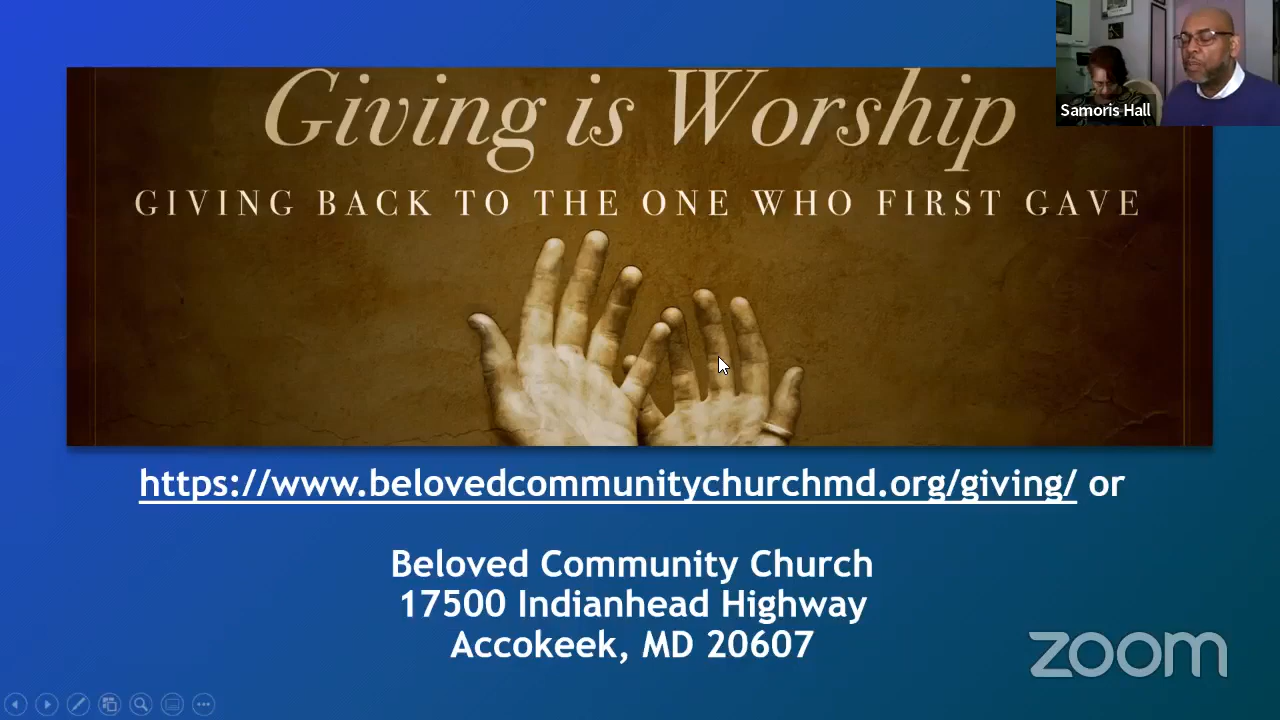 Giving is Worship
GIVING BACK TO THE ONE WHO FIRST GAVE
Samoris Hall
https://www.belovedcommunitychurchmd.org/giving/ or
Beloved Community Church
17500 Indianhead Highway
Accokeek, MD 20607
zoom